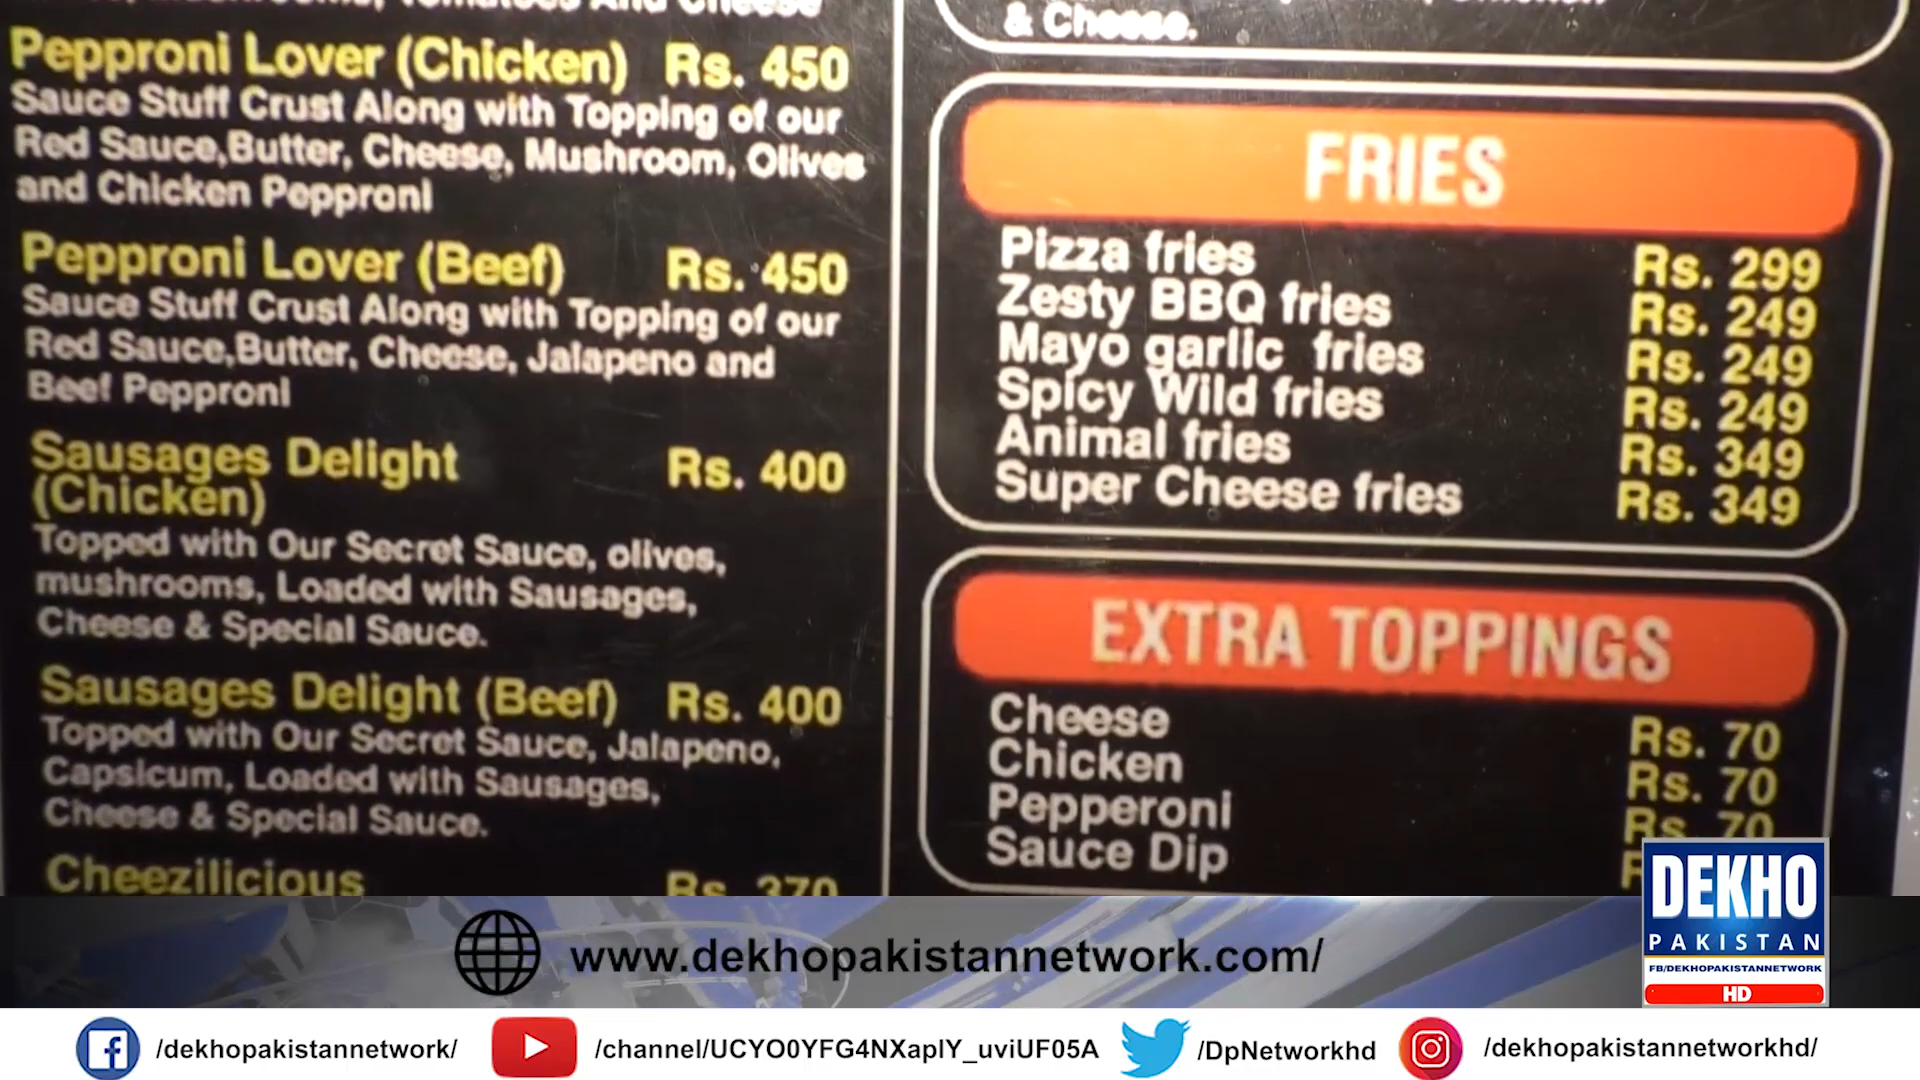 Tomatoes And Cheese
Pepproni Lover (Chicken) Rs. 450
Sauce Stuff Crust Along with Topping of our
Red Sauce,Butter, Cheese, Mushroom, Olives
and Chicken Pepproni
Pepproni Lover (Beef) Rs. 450
Sauce Stuff Crust Along with Topping of our
Red Sauce,Butter, Cheese, Jalapeno and
Beef Pepproni
Sausages Delight Rs. 400
(Chicken)
Topped with Our Secret Sauce, olives,
mushrooms, Loaded with Sausages,
Cheese & Special Sauce.
Sausages Delight (Beef) Rs. 400
Topped with Our Secret Sauce, Jalapeno,
Capsicum, Loaded with Sausages,
Cheese & Special Sauce.
Cheezilicious Rs. 370
& Cheese.
FRIES
Pizza fries Rs. 299
Zesty BBQ fries Rs. 249
Mayo garlic fries Rs. 249
Spicy Wild fries Rs. 249
Animal fries Rs. 349
Super Cheese fries Rs. 349
EXTRA TOPPINGS
Cheese Rs. 70
Chicken Rs. 70
Pepperoni Rs. 70
Sauce Dip
DEKHO
PAKISTAN
FB/DEKHOPAKISTANNETWORK
HD
www.dekhopakistannetwork.com/
/dekhopakistannetwork/ /channel/UCYO0YFG4NXapIY_uviUF05A /DpNetworkhd /dekhopakistannetworkhd/